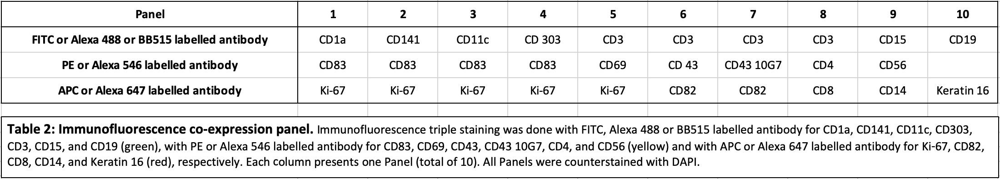 Panel 1 2 3 4 5 6 7 8 9 10
FITC or Alexa 488 or BB515 labelled antibody CD1a CD141 CD11c CD 303 CD3 CD3 CD3 CD3 CD15 CD19
PE or Alexa 546 labelled antibody CD83 CD83 CD83 CD83 CD69 CD 43 CD43 10G7 CD4 CD56
APC or Alexa 647 labelled antibody Ki-67 Ki-67 Ki-67 Ki-67 Ki-67 CD82 CD82 CD8 CD14 Keratin 16
Table 2: Immunofluorescence co-expression panel. Immunofluorescence triple staining was done with FITC, Alexa 488 or BB515 labelled antibody for CD1a, CD141, CD11c, CD303,
CD3, CD15, and CD19 (green), with PE or Alexa 546 labelled antibody for CD83, CD69, CD43, CD43 10G7, CD4, and CD56 (yellow) and with APC or Alexa 647 labelled antibody for Ki-67, CD82,
CD8, CD14, and Keratin 16 (red), respectively. Each column presents one Panel (total of 10). All Panels were counterstained with DAPI.